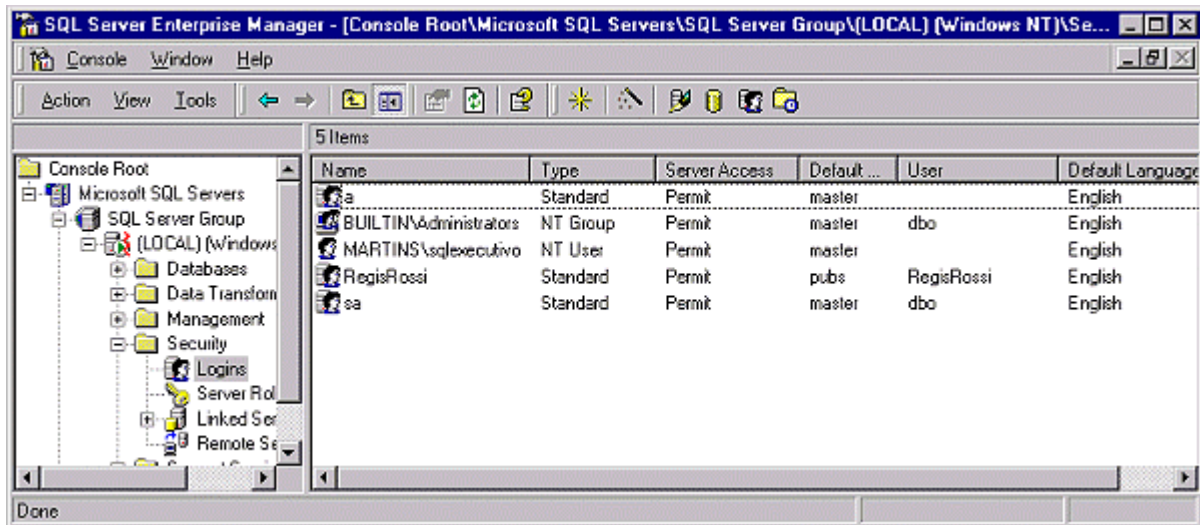 SQL Server Enterprise Manager - [Console Root\Microsoft SQL Servers\SQL Server Group\(LOCAL) (Windows NT)\Se...
Console Window Help
Action View Tools
5 Items
Console Root
Microsoft SQL Servers
SQL Server Group
(LOCAL) (Windows
Databases
Data Transform
Management
Security
Logins
Server Rol
Linked Ser
Remote Se
Name Type Server Access Default ... User Default Language
a Standard Permit master English
BUILTIN\Administrators NT Group Permit master dbo English
MARTINS\sqlexecutivo NT User Permit master English
RegisRossi Standard Permit pubs RegisRossi English
sa Standard Permit master dbo English
Done